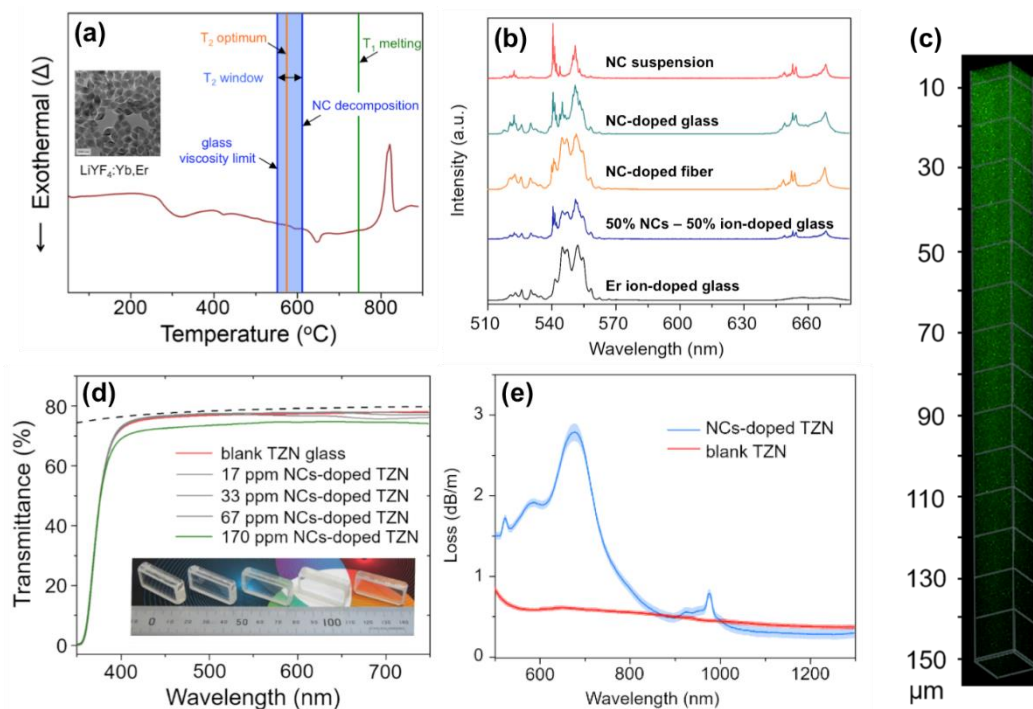 (a)
T2 optimum
T2 window
T1 melting
NC decomposition
glass
viscosity limit
LiYF4:Yb,Er
← Exothermal (Δ)
0
200
400
600
800
Temperature (°C)
(b)
NC suspension
NC-doped glass
NC-doped fiber
50% NCs – 50% ion-doped glass
Er ion-doped glass
Intensity (a.u.)
510
540
570
600
630
660
Wavelength (nm)
(c)
10
30
50
70
90
110
130
150
μm
(d)
80
60
40
20
0
Transmittance (%)
blank TZN glass
17 ppm NCs-doped TZN
33 ppm NCs-doped TZN
67 ppm NCs-doped TZN
170 ppm NCs-doped TZN
0
50
100
400
500
600
700
Wavelength (nm)
(e)
3
2
1
0
Loss (dB/m)
NCs-doped TZN
blank TZN
600
800
1000
1200
Wavelength (nm)